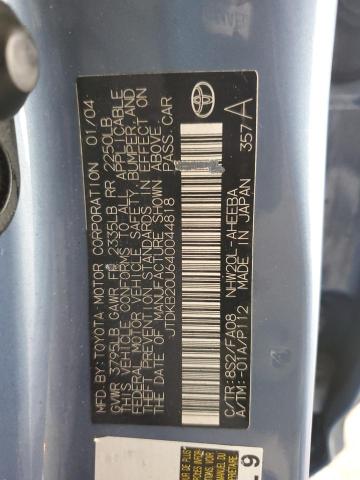 MFD. BY: TOYOTA MOTOR CORPORATION 01/04
GVWR 3795LB GAWR FR 2335LB RR 2250LB
THIS VEHICLE CONFORMS TO ALL APPLICABLE
FEDERAL MOTOR VEHICLE SAFETY, BUMPER, AND
THEFT PREVENTION STANDARDS IN EFFECT ON
THE DATE OF MANUFACTURE SHOWN ABOVE.
JTDKB20U640044818 PASS. CAR
C/TR:8S2/FA08 NHW20L-AHEEBA
A/TM:-01A/P112 MADE IN JAPAN 357 A
TOYOTA